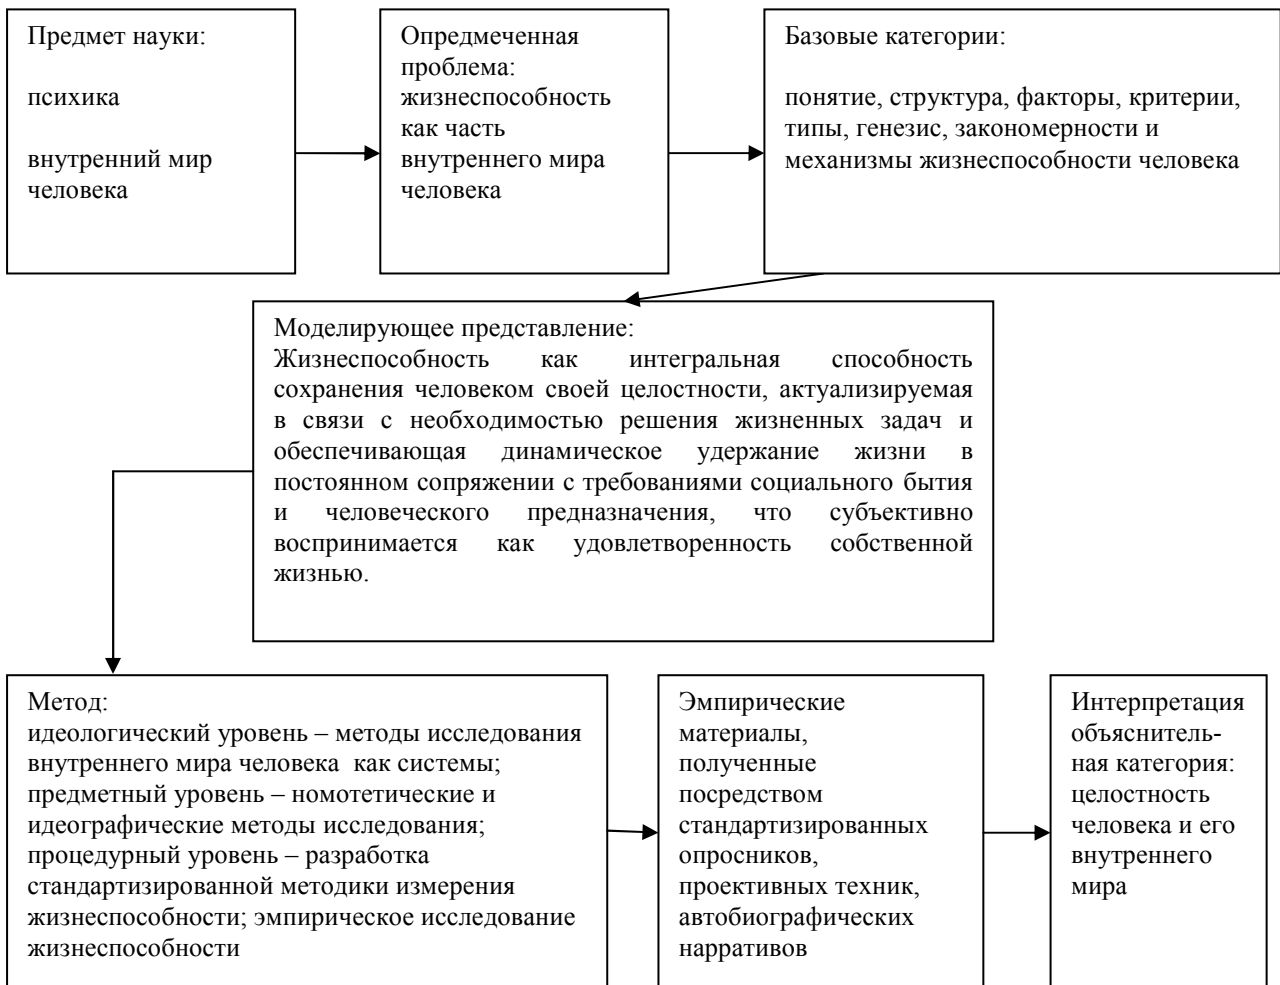 Предмет науки:
психика
внутренний мир
человека
Опредмеченная
проблема:
жизнеспособность
как часть
внутреннего мира
человека
Базовые категории:
понятие, структура, факторы, критерии,
типы, генезис, закономерности и
механизмы жизнеспособности человека
Моделирующее представление:
Жизнеспособность как интегральная способность
сохранения человеком своей целостности, актуализируемая
в связи с необходимостью решения жизненных задач и
обеспечивающая динамическое удержание жизни в
постоянном сопряжении с требованиями социального бытия
и человеческого предназначения, что субъективно
воспринимается как удовлетворенность собственной
жизнью.
Метод:
идеологический уровень – методы исследования
внутреннего мира человека как системы;
предметный уровень – номотетические и
идеографические методы исследования;
процедурный уровень – разработка
стандартизированной методики измерения
жизнеспособности; эмпирическое исследование
жизнеспособности
Эмпирические
материалы,
полученные
посредством
стандартизированных
опросников,
проективных техник,
автобиографических
нарративов
Интерпретация
объяснитель-
ная категория:
целостность
человека и его
внутреннего
мира